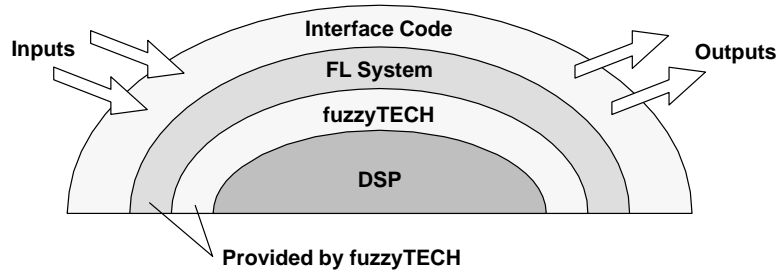 Interface Code
Inputs
Outputs
FL System
fuzzyTECH
DSP
Provided by fuzzyTECH